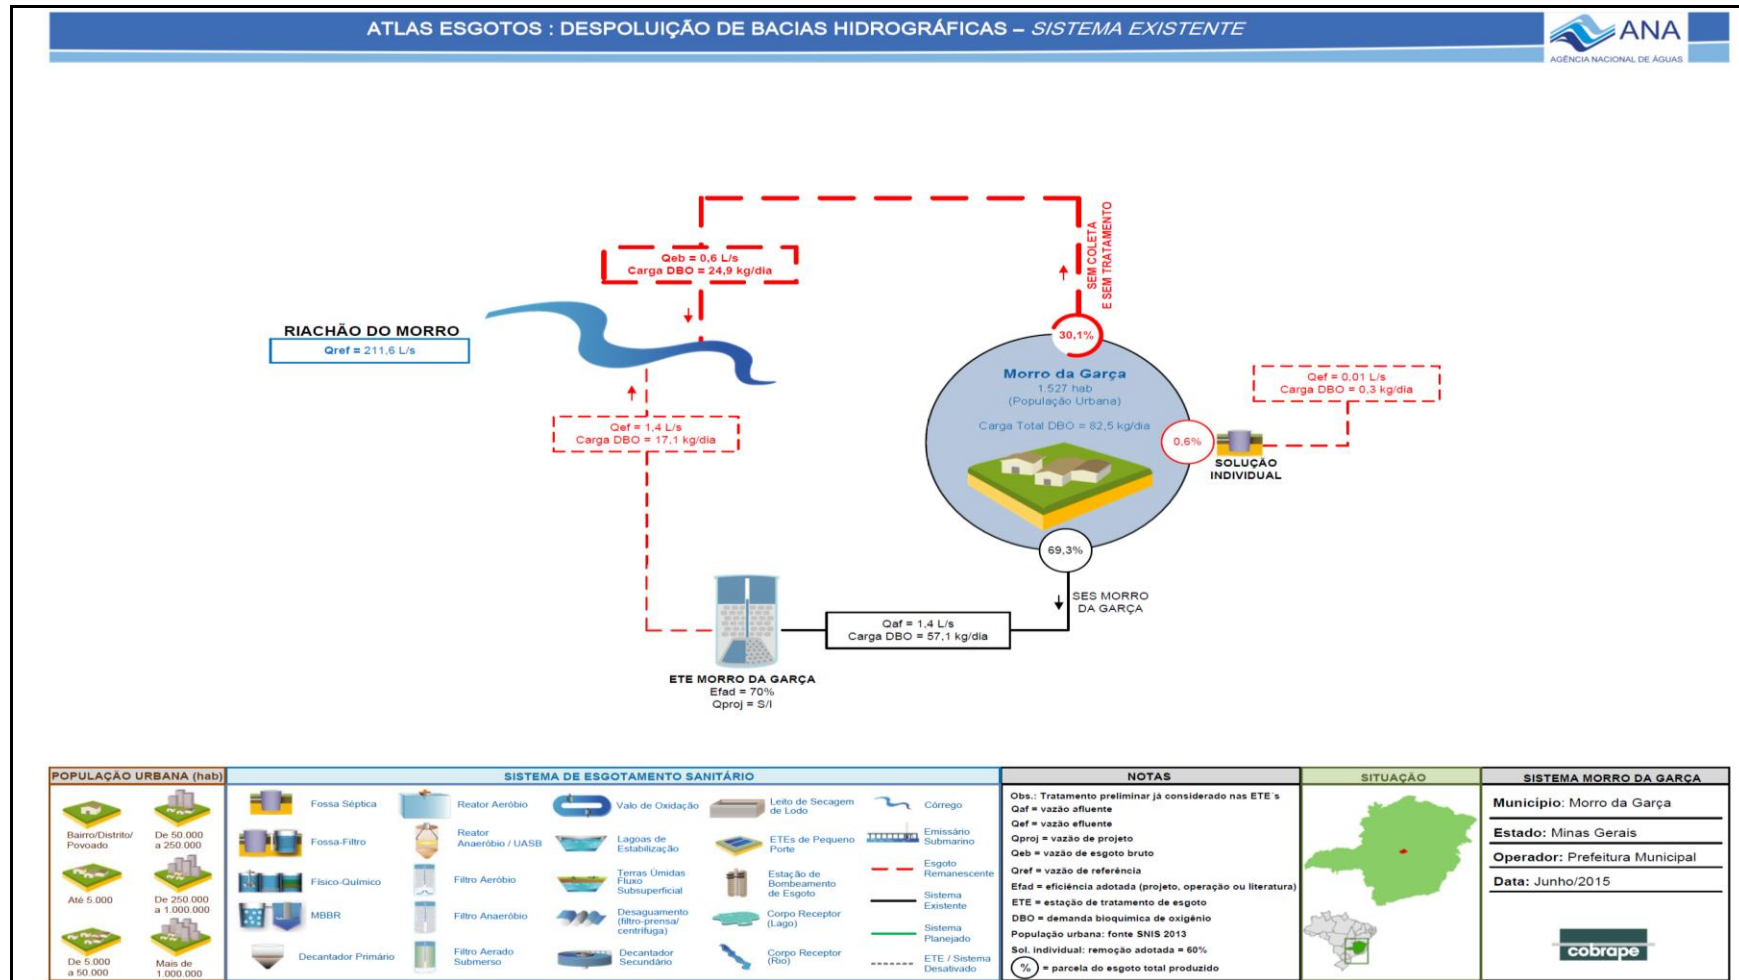 ATLAS ESGOTOS : DESPOLUIÇÃO DE BACIAS HIDROGRÁFICAS – SISTEMA EXISTENTE
ANA
AGÊNCIA NACIONAL DE ÁGUAS
SEM COLETA
E SEM TRATAMENTO
Qeb = 0,6 L/s
Carga DBO = 24,9 kg/dia
RIACHÃO DO MORRO
Qref = 211,6 L/s
30,1%
Morro da Garça
1.527 hab
(População Urbana)
Carga Total DBO = 82,5 kg/dia
Qef = 0,01 L/s
Carga DBO = 0,3 kg/dia
0,6%
SOLUÇÃO
INDIVIDUAL
Qef = 1,4 L/s
Carga DBO = 17,1 kg/dia
69,3%
SES MORRO
DA GARÇA
Qaf = 1,4 L/s
Carga DBO = 57,1 kg/dia
ETE MORRO DA GARÇA
Efad = 70%
Qproj = S/I
POPULAÇÃO URBANA (hab)
Bairro/Distrito/
Povoado
De 50.000
a 250.000
Até 5.000
De 250.000
a 1.000.000
De 5.000
a 50.000
Mais de
1.000.000
SISTEMA DE ESGOTAMENTO SANITÁRIO
Fossa Séptica
Fossa-Filtro
Físico-Químico
MBBR
Decantador Primário
Reator Aeróbio
Reator
Anaeróbio / UASB
Filtro Aeróbio
Filtro Anaeróbio
Filtro Aerado
Submerso
Valo de Oxidação
Lagoas de
Estabilização
Terras Úmidas
Fluxo
Subsuperficial
Desaguamento
(filtro-prensa/
centrífuga)
Decantador
Secundário
Leito de Secagem
de Lodo
ETEs de Pequeno
Porte
Estação de
Bombeamento
de Esgoto
Corpo Receptor
(Lago)
Corpo Receptor
(Rio)
Córrego
Emissário
Submarino
Esgoto
Remanescente
Sistema
Existente
Sistema
Planejado
ETE / Sistema
Desativado
NOTAS
Obs.: Tratamento preliminar já considerado nas ETE´s
Qaf = vazão afluente
Qef = vazão efluente
Qproj = vazão de projeto
Qeb = vazão de esgoto bruto
Qref = vazão de referência
Efad = eficiência adotada (projeto, operação ou literatura)
ETE = estação de tratamento de esgoto
DBO = demanda bioquímica de oxigênio
População urbana: fonte SNIS 2013
Sol. individual: remoção adotada = 60%
% = parcela do esgoto total produzido
SITUAÇÃO
SISTEMA MORRO DA GARÇA
Município: Morro da Garça
Estado: Minas Gerais
Operador: Prefeitura Municipal
Data: Junho/2015
cobrape